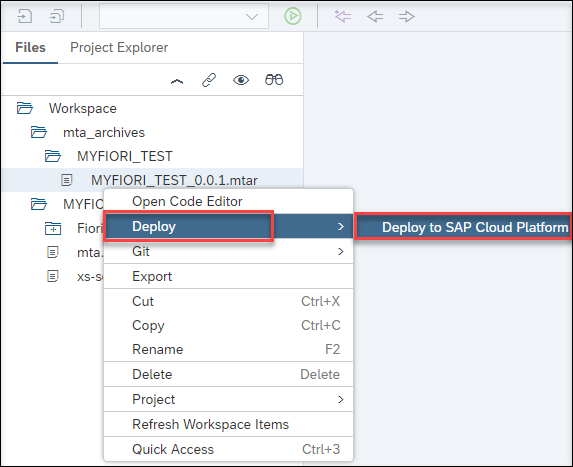 Files Project Explorer
Workspace
mta_archives
MYFIORI_TEST
MYFIORI_TEST_0.0.1.mtar
MYFIO
Open Code Editor
Fiori
Deploy
Deploy to SAP Cloud Platform
mta.
Git
xs-se
Export
Cut Ctrl+X
Copy Ctrl+C
Rename F2
Delete Delete
Project
Refresh Workspace Items
Quick Access Ctrl+3